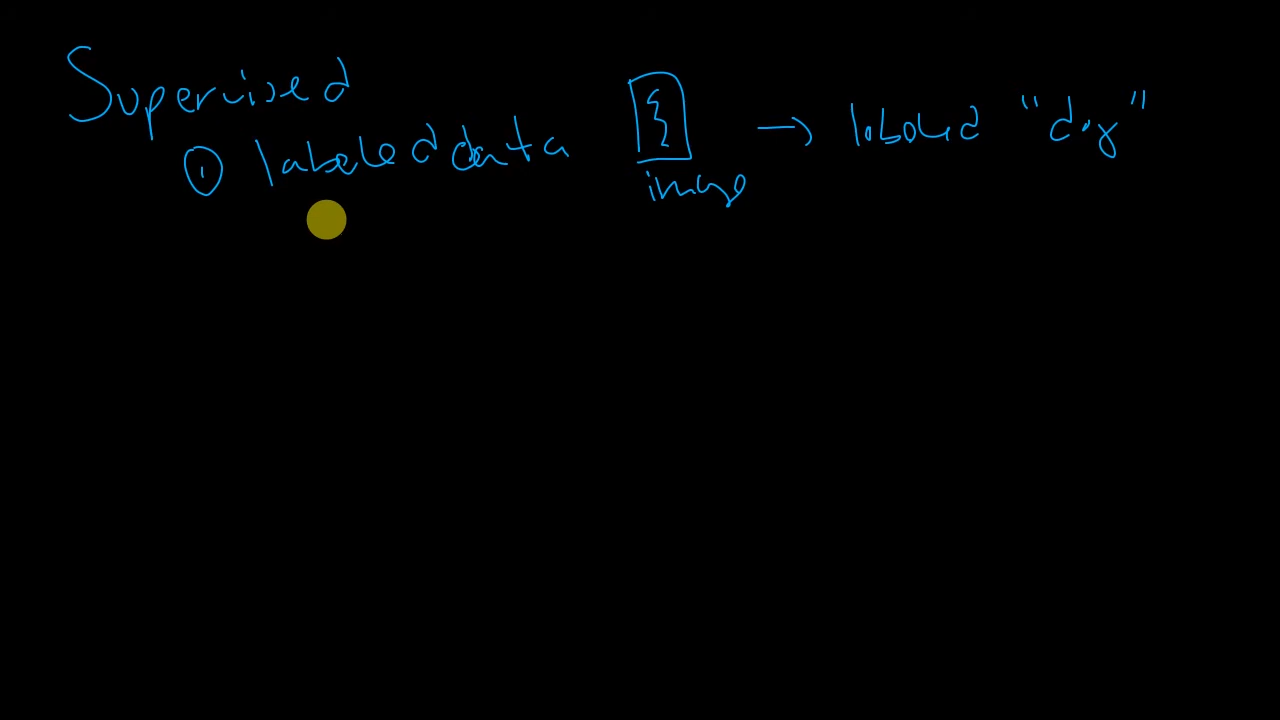 Supervised
① labeled data → labeled "dog"
image